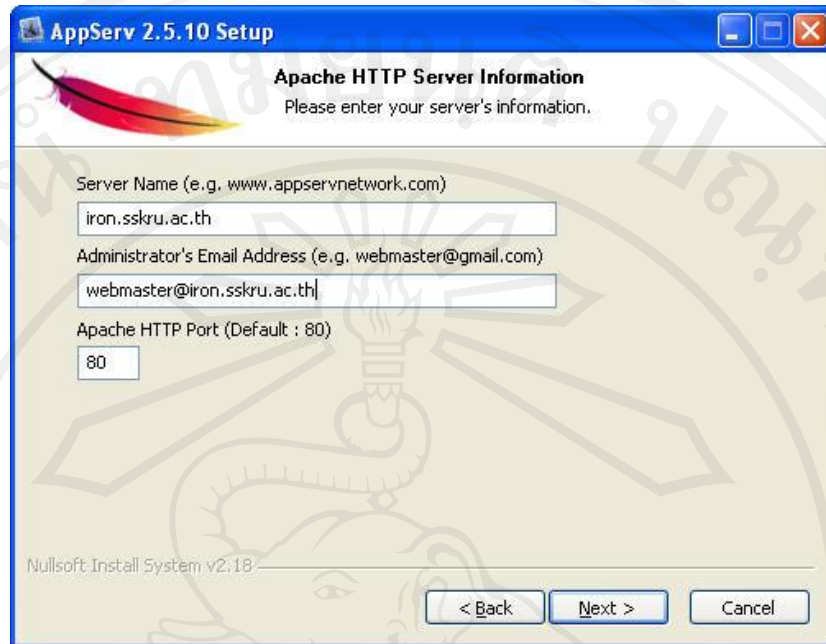 AppServ 2.5.10 Setup
Apache HTTP Server Information
Please enter your server's information.
Server Name (e.g. www.appservnetwork.com)
iron.sskru.ac.th
Administrator's Email Address (e.g. webmaster@gmail.com)
webmaster@iron.sskru.ac.th
Apache HTTP Port (Default : 80)
80
Nullsoft Install System v2.18
< Back
Next >
Cancel